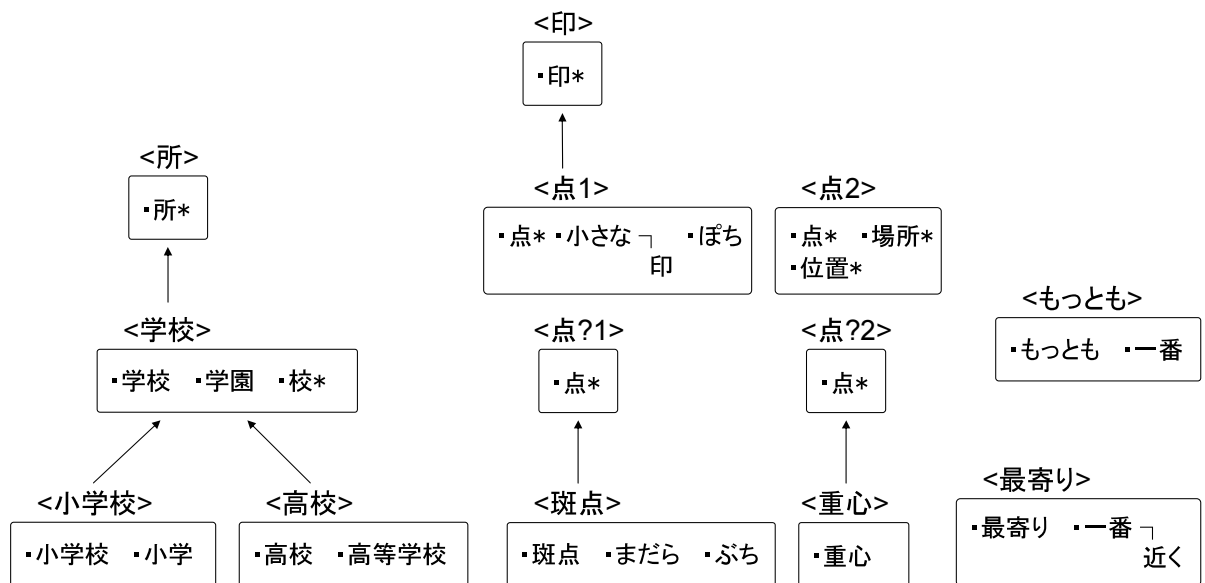 <印>
・印*
<所>
・所*
<点1>
・点* ・小さな ┐ ・ぽち
印
<点2>
・点* ・場所*
・位置*
<学校>
・学校 ・学園 ・校*
<点?1>
・点*
<点?2>
・点*
<もっとも>
・もっとも ・一番
<小学校>
・小学校 ・小学
<高校>
・高校 ・高等学校
<斑点>
・斑点 ・まだら ・ぶち
<重心>
・重心
<最寄り>
・最寄り ・一番 ┐
近く